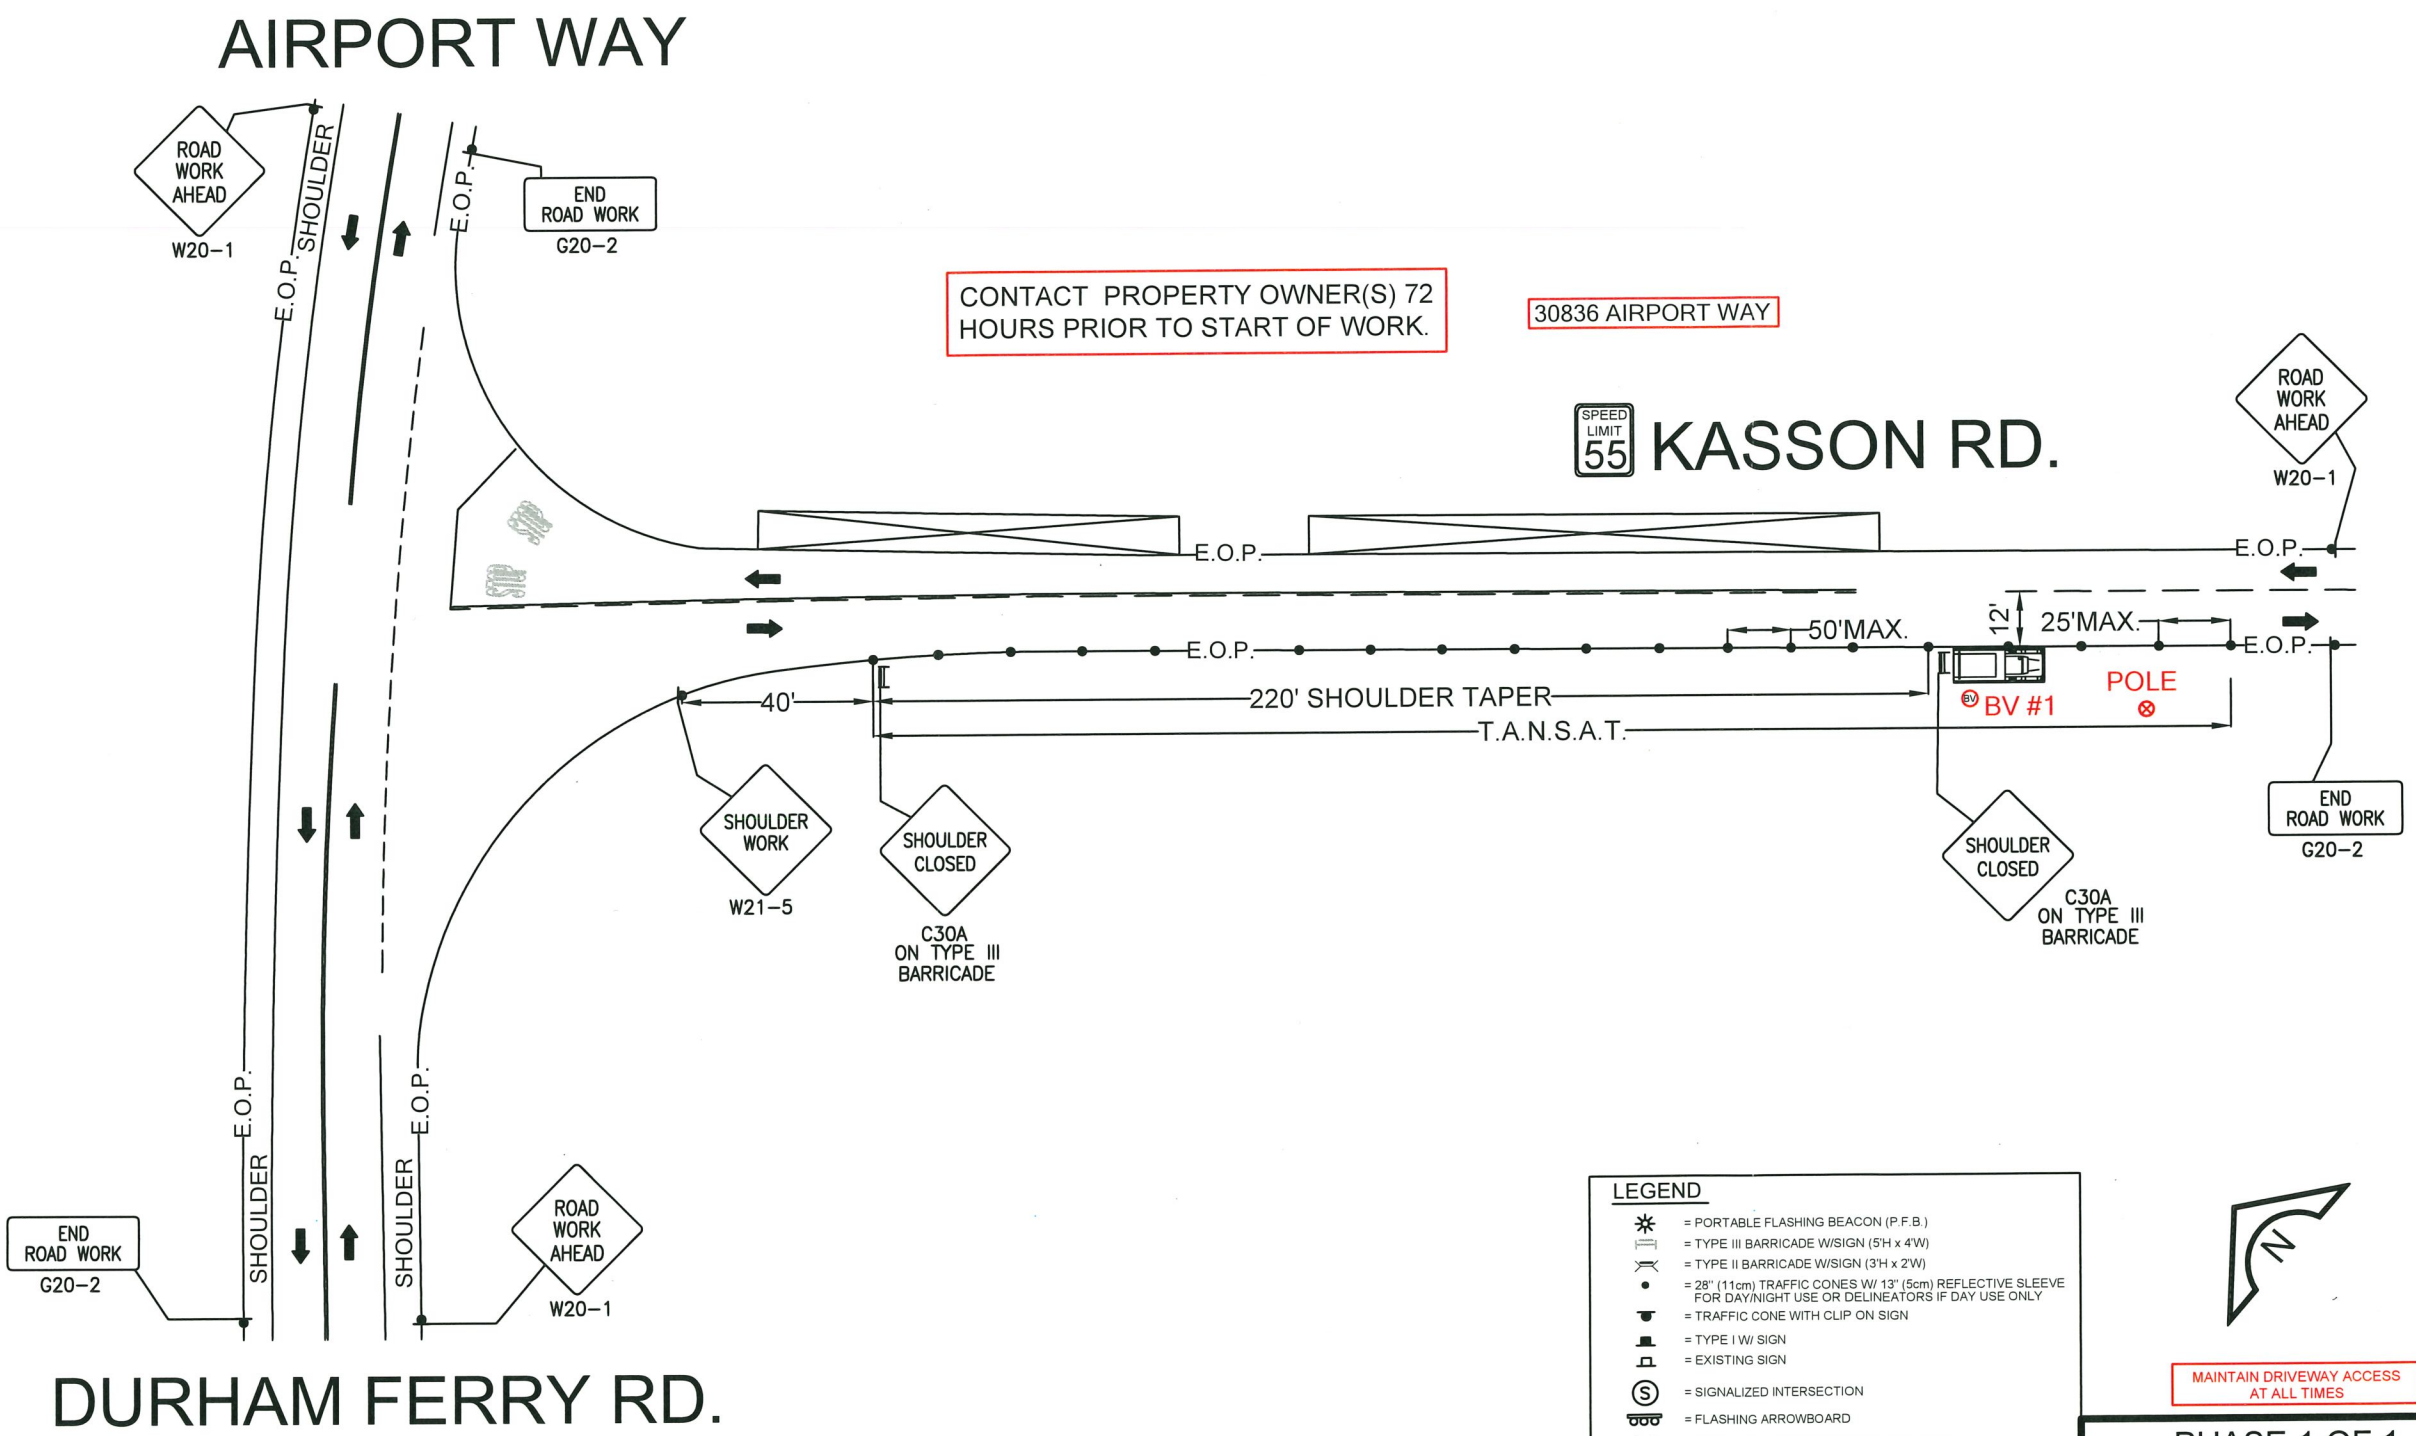 AIRPORT WAY
ROAD
WORK
AHEAD
W20-1
SHOULDER
E.O.P.
E.O.P.
END
ROAD WORK
G20-2
CONTACT PROPERTY OWNER(S) 72
HOURS PRIOR TO START OF WORK.
30836 AIRPORT WAY
SPEED
LIMIT
55
KASSON RD.
ROAD
WORK
AHEAD
W20-1
STOP
STOP
E.O.P.
E.O.P.
12'
50'MAX.
25'MAX.
E.O.P.
E.O.P.
40'
220' SHOULDER TAPER
BV
BV #1
POLE
T.A.N.S.A.T.
SHOULDER
WORK
W21-5
SHOULDER
CLOSED
C30A
ON TYPE III
BARRICADE
SHOULDER
CLOSED
C30A
ON TYPE III
BARRICADE
END
ROAD WORK
G20-2
E.O.P.
E.O.P.
SHOULDER
SHOULDER
END
ROAD WORK
G20-2
ROAD
WORK
AHEAD
W20-1
DURHAM FERRY RD.
LEGEND
= PORTABLE FLASHING BEACON (P.F.B.)
= TYPE III BARRICADE W/SIGN (5'H x 4'W)
= TYPE II BARRICADE W/SIGN (3'H x 2'W)
= 28" (11cm) TRAFFIC CONES W/ 13" (5cm) REFLECTIVE SLEEVE
FOR DAY/NIGHT USE OR DELINEATORS IF DAY USE ONLY
= TRAFFIC CONE WITH CLIP ON SIGN
= TYPE I W/ SIGN
= EXISTING SIGN
S = SIGNALIZED INTERSECTION
= FLASHING ARROWBOARD
N
MAINTAIN DRIVEWAY ACCESS
AT ALL TIMES
PHASE 1 OF 1